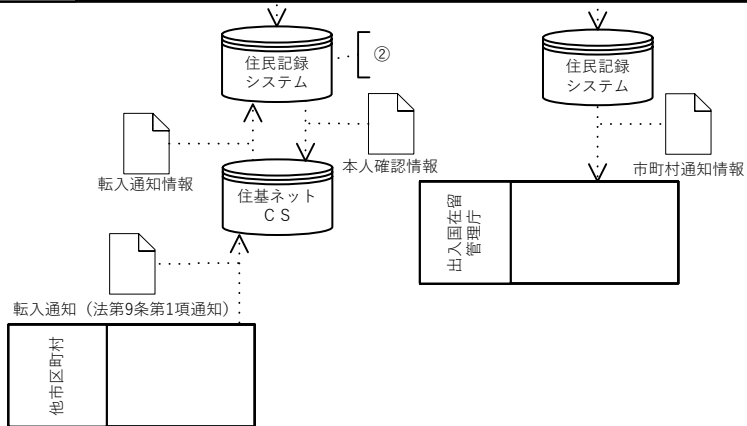 住民記録
システム
②
住民記録
システム
転入通知情報
本人確認情報
市町村通知情報
住基ネット
ＣＳ
出入国在留
管理庁
転入通知（法第9条第1項通知）
他市区町村